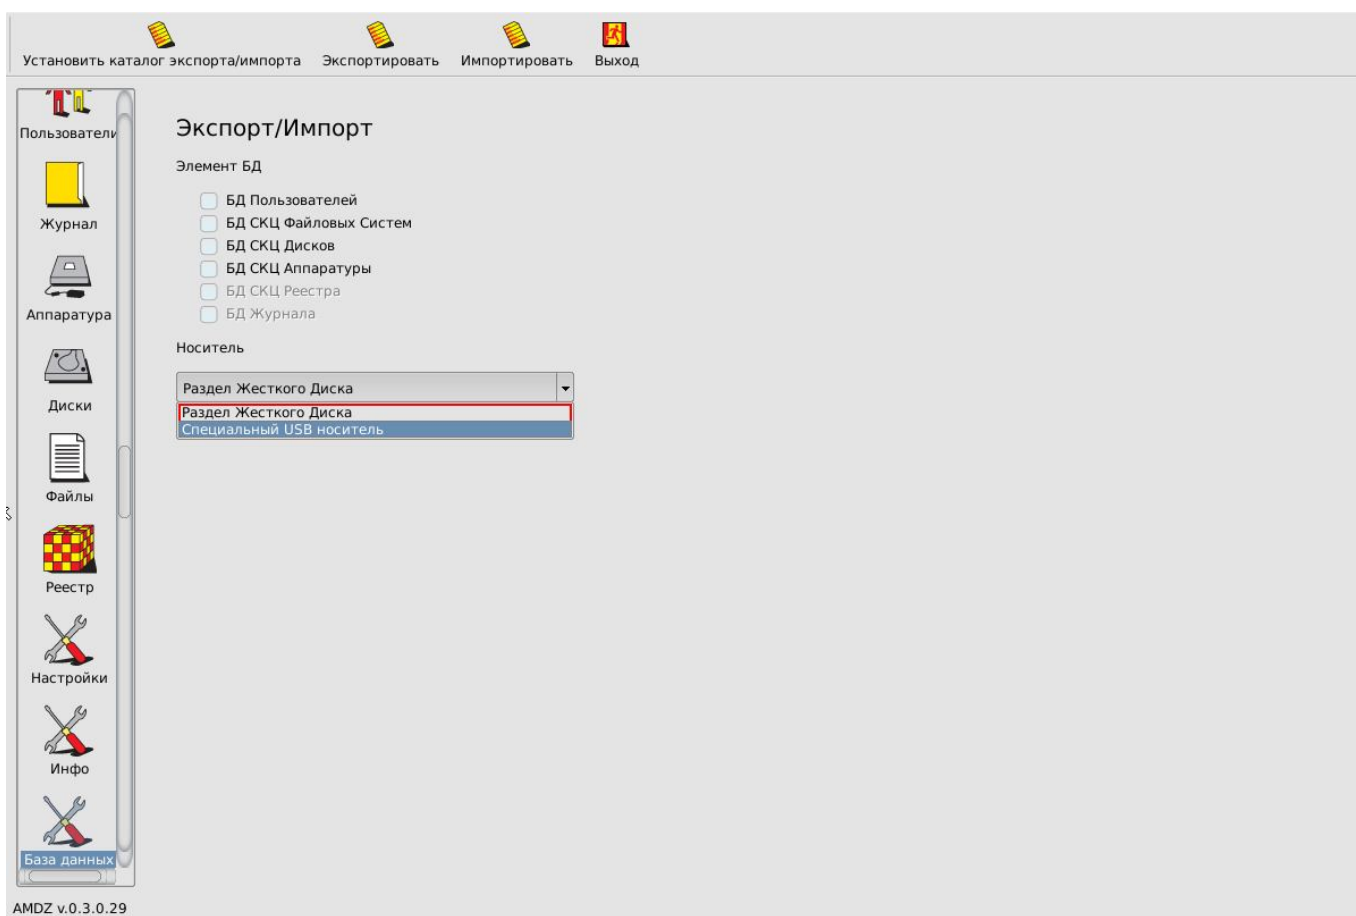 Установить каталог экспорта/импорта Экспортировать Импортировать Выход
Пользователи
Журнал
Аппаратура
Диски
Файлы
Реестр
Настройки
Инфо
База данных
Экспорт/Импорт
Элемент БД
БД Пользователей
БД СКЦ Файловых Систем
БД СКЦ Дисков
БД СКЦ Аппаратуры
БД СКЦ Реестра
БД Журнала
Носитель
Раздел Жесткого Диска
Раздел Жесткого Диска
Специальный USB носитель
AMDZ v.0.3.0.29